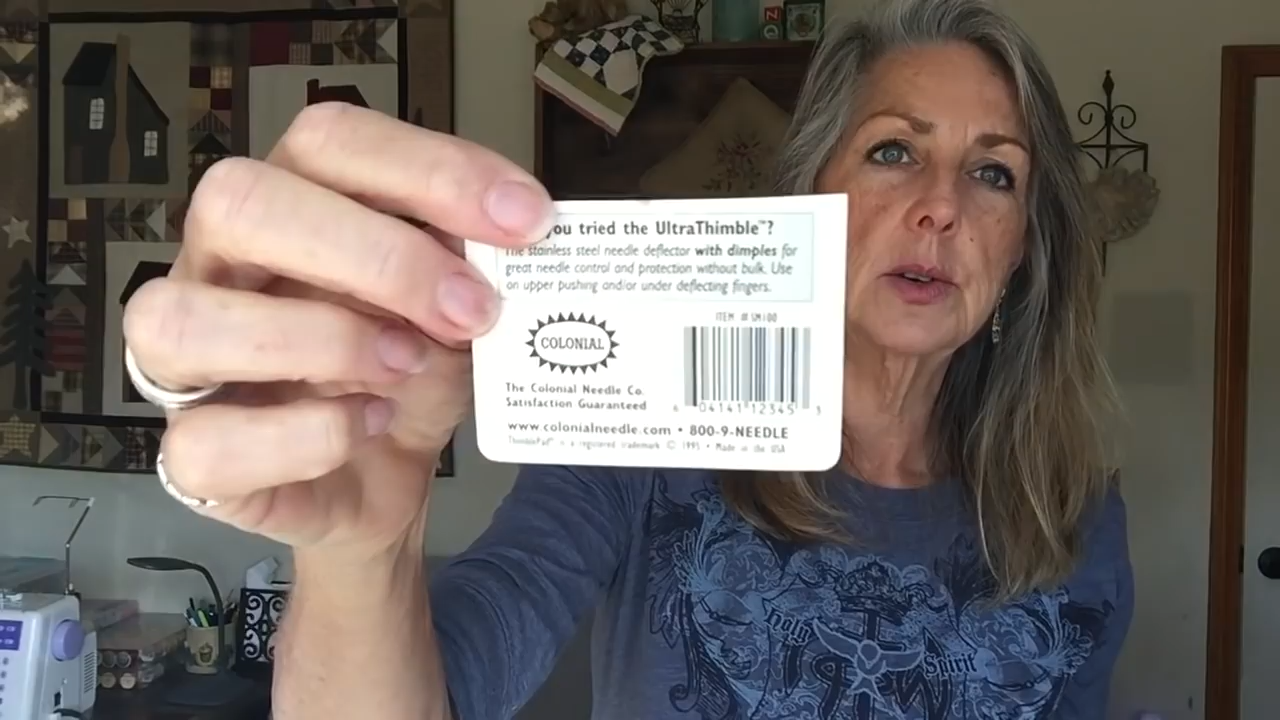 you tried the UltraThimble™?
The stainless steel needle deflector with dimples for
great needle control and protection without bulk. Use
on upper pushing and/or under deflecting fingers.
ITEM # UM100
COLONIAL
The Colonial Needle Co.
Satisfaction Guaranteed
6 04141 12345 3
www.colonialneedle.com • 800-9-NEEDLE
ThimblePad™ is a registered trademark © 1995 • Made in the USA
Holy
Spirit